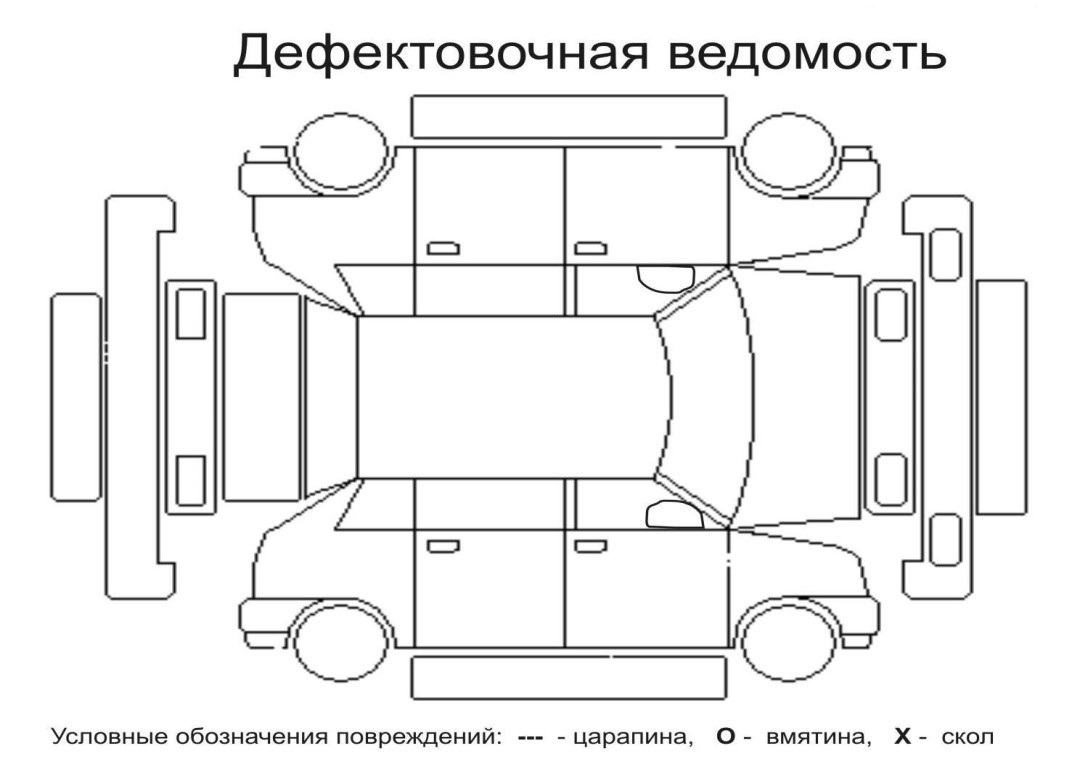 Дефектовочная ведомость
Условные обозначения повреждений: --- - царапина, О - вмятина, Х - скол